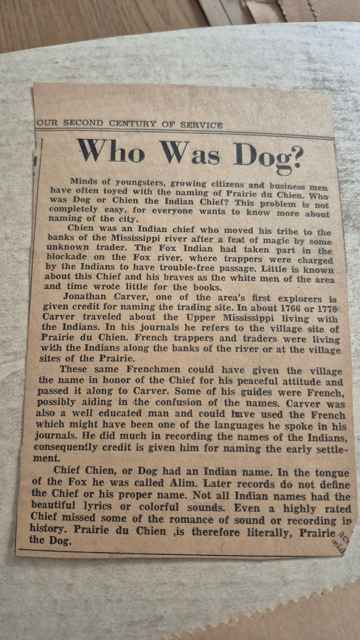 OUR SECOND CENTURY OF SERVICE
Who Was Dog?
Minds of youngsters, growing citizens and business men
have often toyed with the naming of Prairie du Chien. Who
was Dog or Chien the Indian Chief? This problem is not
completely easy, for everyone wants to know more about
naming of the city.
Chien was an Indian chief who moved his tribe to the
banks of the Mississippi river after a feat of magic by some
unknown trader. The Fox Indian had taken part in the
blockade on the Fox river, where trappers were charged
by the Indians to have trouble-free passage. Little is known
about this Chief and his braves as the white men of the area
and time wrote little for the books.
Jonathan Carver, one of the area's first explorers is
given credit for naming the trading site. In about 1766 or 1770
Carver traveled about the Upper Mississippi living with
the Indians. In his journals he refers to the village site of
Prairie du Chien. French trappers and traders were living
with the Indians along the banks of the river or at the village
sites of the Prairie.
These same Frenchmen could have given the village
the name in honor of the Chief for his peaceful attitude and
passed it along to Carver. Some of his guides were French,
possibly aiding in the confusion of the names. Carver was
also a well educated man and could have used the French
which might have been one of the languages he spoke in his
journals. He did much in recording the names of the Indians,
consequently credit is given him for naming the early settle-
ment.
Chief Chien, or Dog had an Indian name. In the tongue
of the Fox he was called Alim. Later records do not define
the Chief or his proper name. Not all Indian names had the
beautiful lyrics or colorful sounds. Even a highly rated
Chief missed some of the romance of sound or recording in
history. Prairie du Chien ,is therefore literally, Prairie
the Dog.